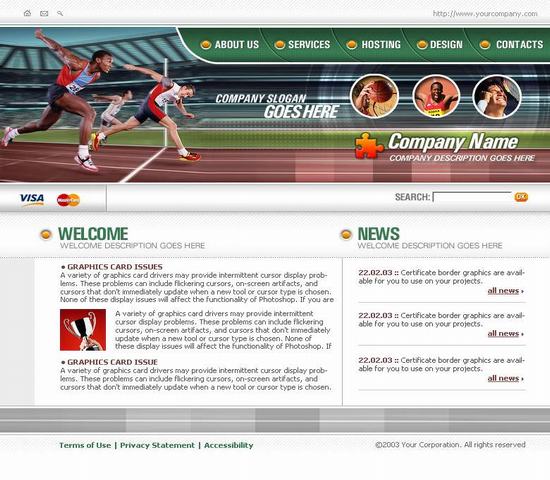 http://www.yourcompany.com
ABOUT US SERVICES HOSTING DESIGN CONTACTS
COMPANY SLOGAN
GOES HERE
Company Name
COMPANY DESCRIPTION GOES HERE
VISA MasterCard
SEARCH: OK
WELCOME
WELCOME DESCRIPTION GOES HERE
GRAPHICS CARD ISSUES
A variety of graphics card drivers may provide intermittent cursor display prob-
lems. These problems can include flickering cursors, on-screen artifacts, and
cursors that don't immediately update when a new tool or cursor type is chosen.
None of these display issues will affect the functionality of Photoshop. If you are
A variety of graphics card drivers may provide intermittent
cursor display problems. These problems can include flickering
cursors, on-screen artifacts, and cursors that don't immediately
update when a new tool or cursor type is chosen. None of
these display issues will affect the functionality of Photoshop. If
GRAPHICS CARD ISSUE
A variety of graphics card drivers may provide intermittent cursor display prob-
lems. These problems can include flickering cursors, on-screen artifacts, and
cursors that don't immediately update when a new tool or cursor type is chosen.
NEWS
WELCOME DESCRIPTION GOES HERE
22.02.03 :: Certificate border graphics are avail-
able for you to use on your projects.
all news
22.02.03 :: Certificate border graphics are avail-
able for you to use on your projects.
all news
22.02.03 :: Certificate border graphics are avail-
able for you to use on your projects.
all news
Terms of Use | Privacy Statement | Accessibility
©2003 Your Corporation. All rights reserved